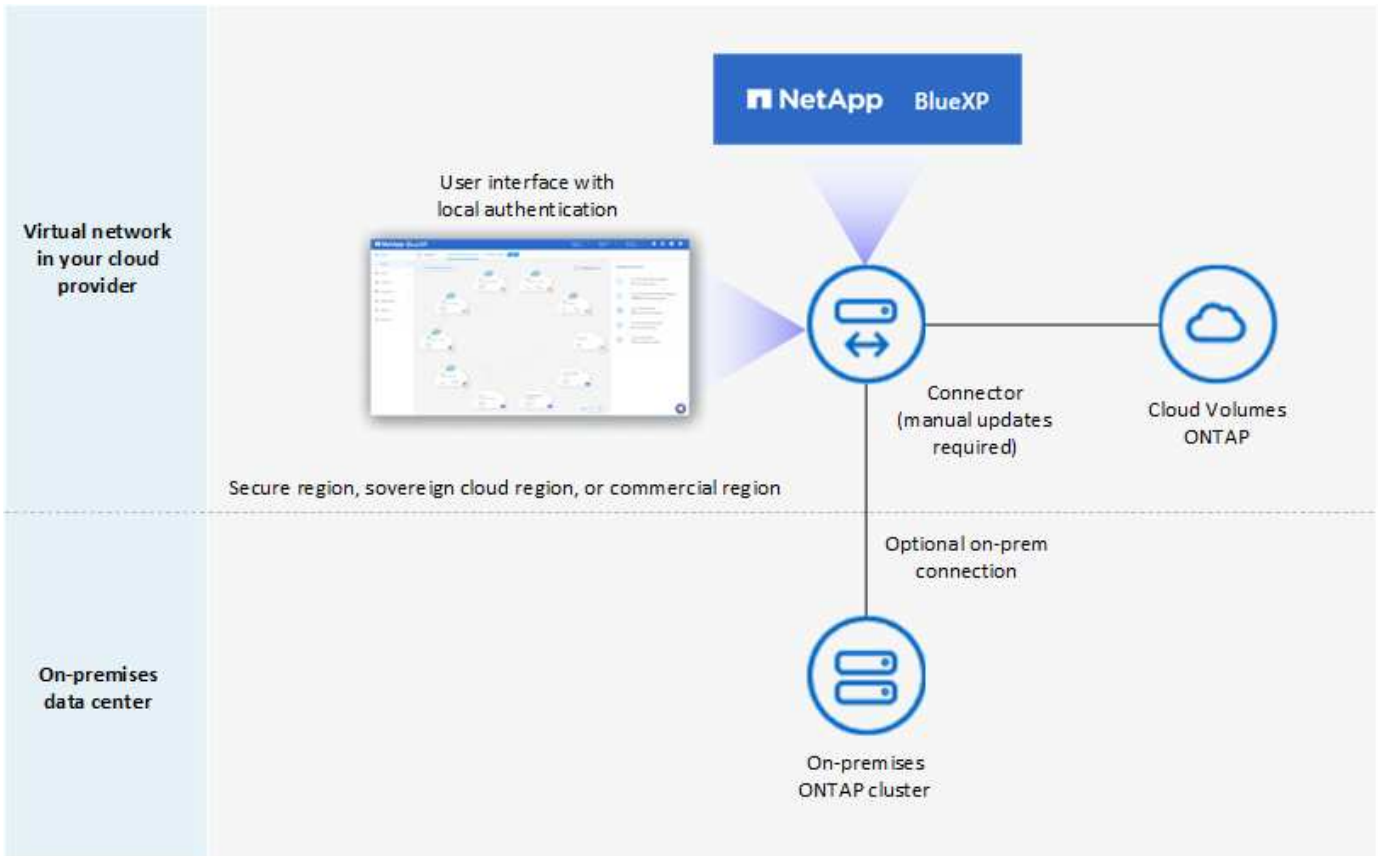 NetApp BlueXP
User interface with
local authentication
Virtual network
in your cloud
provider
Connector
(manual updates
required)
Cloud Volumes
ONTAP
Secure region, sovereign cloud region, or commercial region
Optional on-prem
connection
On-premises
data center
On-premises
ONTAP cluster